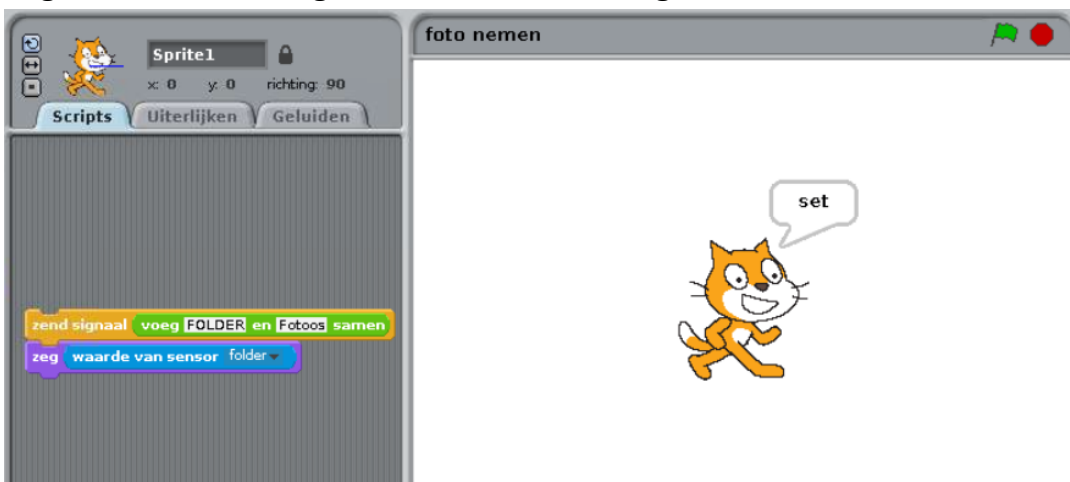 Sprite1
x: 0 y: 0 richting: 90
Scripts Uiterlijken Geluiden
zend signaal voeg FOLDER en Fotoos samen
zeg waarde van sensor folder
foto nemen
set